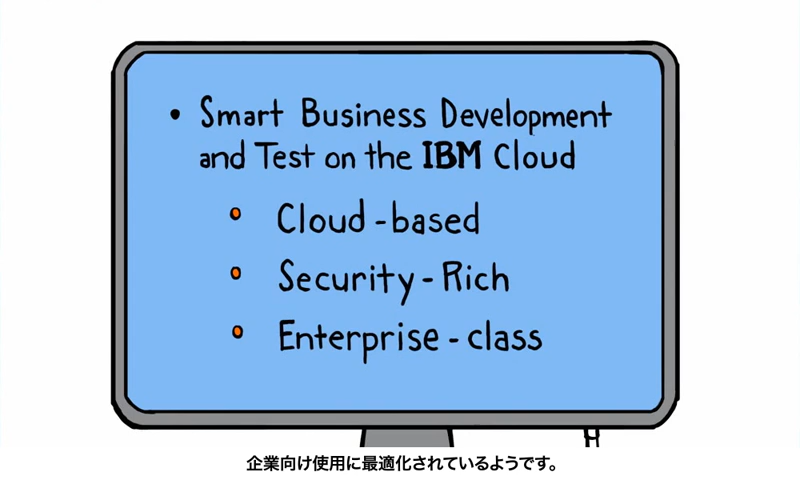 • Smart Business Development
and Test on the IBM Cloud
• Cloud-based
• Security-Rich
• Enterprise-class
企業向け使用に最適化されているようです。